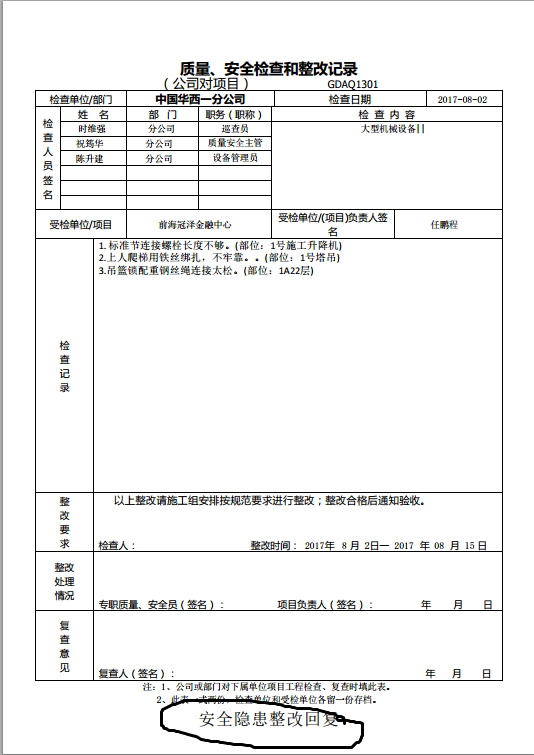 质量、安全检查和整改记录
（公司对项目） GDAQ1301
检查单位/部门 中国华西一分公司 检查日期 2017-08-02
检查人员签名 姓 名 部 门 职务（职称） 检 查 内 容
时维强 分公司 巡查员 大型机械设备||
祝筠华 分公司 质量安全主管
陈升建 分公司 设备管理员
受检单位/项目 前海冠泽金融中心 受检单位/(项目)负责人签名 任鹏程
检查记录
1.标准节连接螺栓长度不够。(部位：1号施工升降机)
2.上人爬梯用铁丝绑扎，不牢靠。。(部位：1号塔吊)
3.吊篮锁配重钢丝绳连接太松。(部位：1A22层)
整改要求
以上整改请施工组安排按规范要求进行整改；整改合格后通知验收。
检查人： 整改时间： 2017年 8 月 2日一 2017 年 08 月 15 日
整改处理情况
专职质量、安全员（签名）： 项目负责人（签名）： 年 月 日
复查意见
复查人（签名）： 年 月 日
注：1、公司或部门对下属单位项目工程检查、复查时填此表。
2、此表一式两份，检查单位和受检单位各留一份存档。
安全隐患整改回复